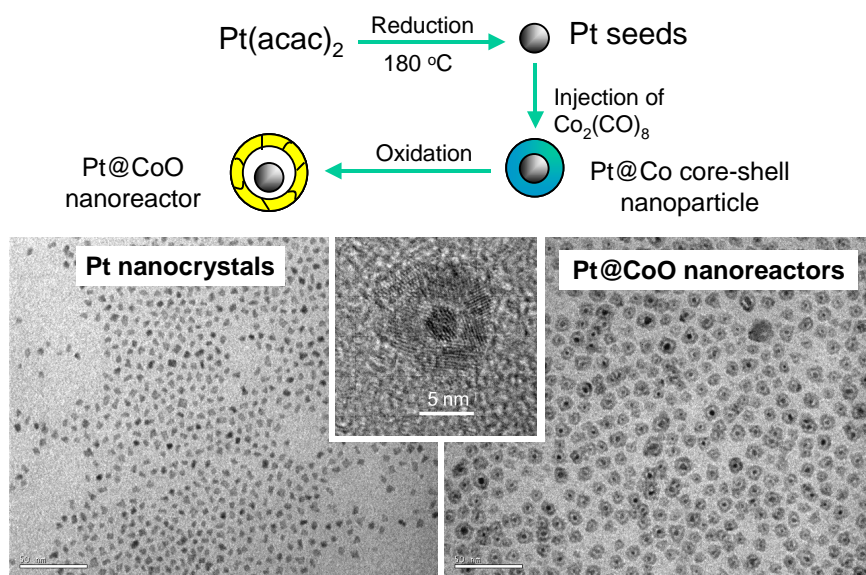 Pt(acac)₂
Reduction
180 °C
Pt seeds
Injection of
Co₂(CO)₈
Pt@CoO
nanoreactor
Oxidation
Pt@Co core-shell
nanoparticle
Pt nanocrystals
Pt@CoO nanoreactors
5 nm
50 nm
50 nm